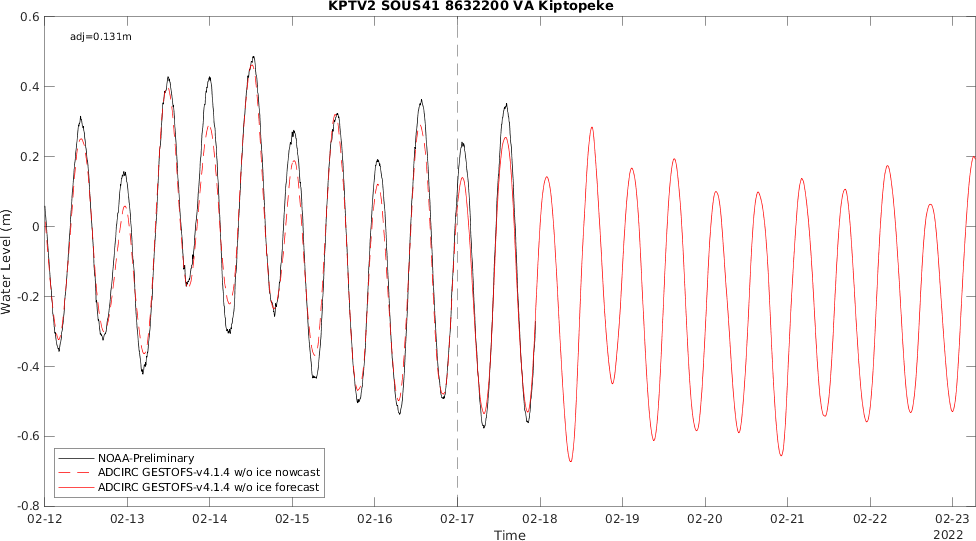 KPTV2 SOUS41 8632200 VA Kiptopeke
adj=0.131m
0.6
0.4
0.2
0
-0.2
-0.4
-0.6
-0.8
Water Level (m)
NOAA-Preliminary
ADCIRC GESTOFS-v4.1.4 w/o ice nowcast
ADCIRC GESTOFS-v4.1.4 w/o ice forecast
02-12 02-13 02-14 02-15 02-16 02-17 02-18 02-19 02-20 02-21 02-22 02-23
Time
2022